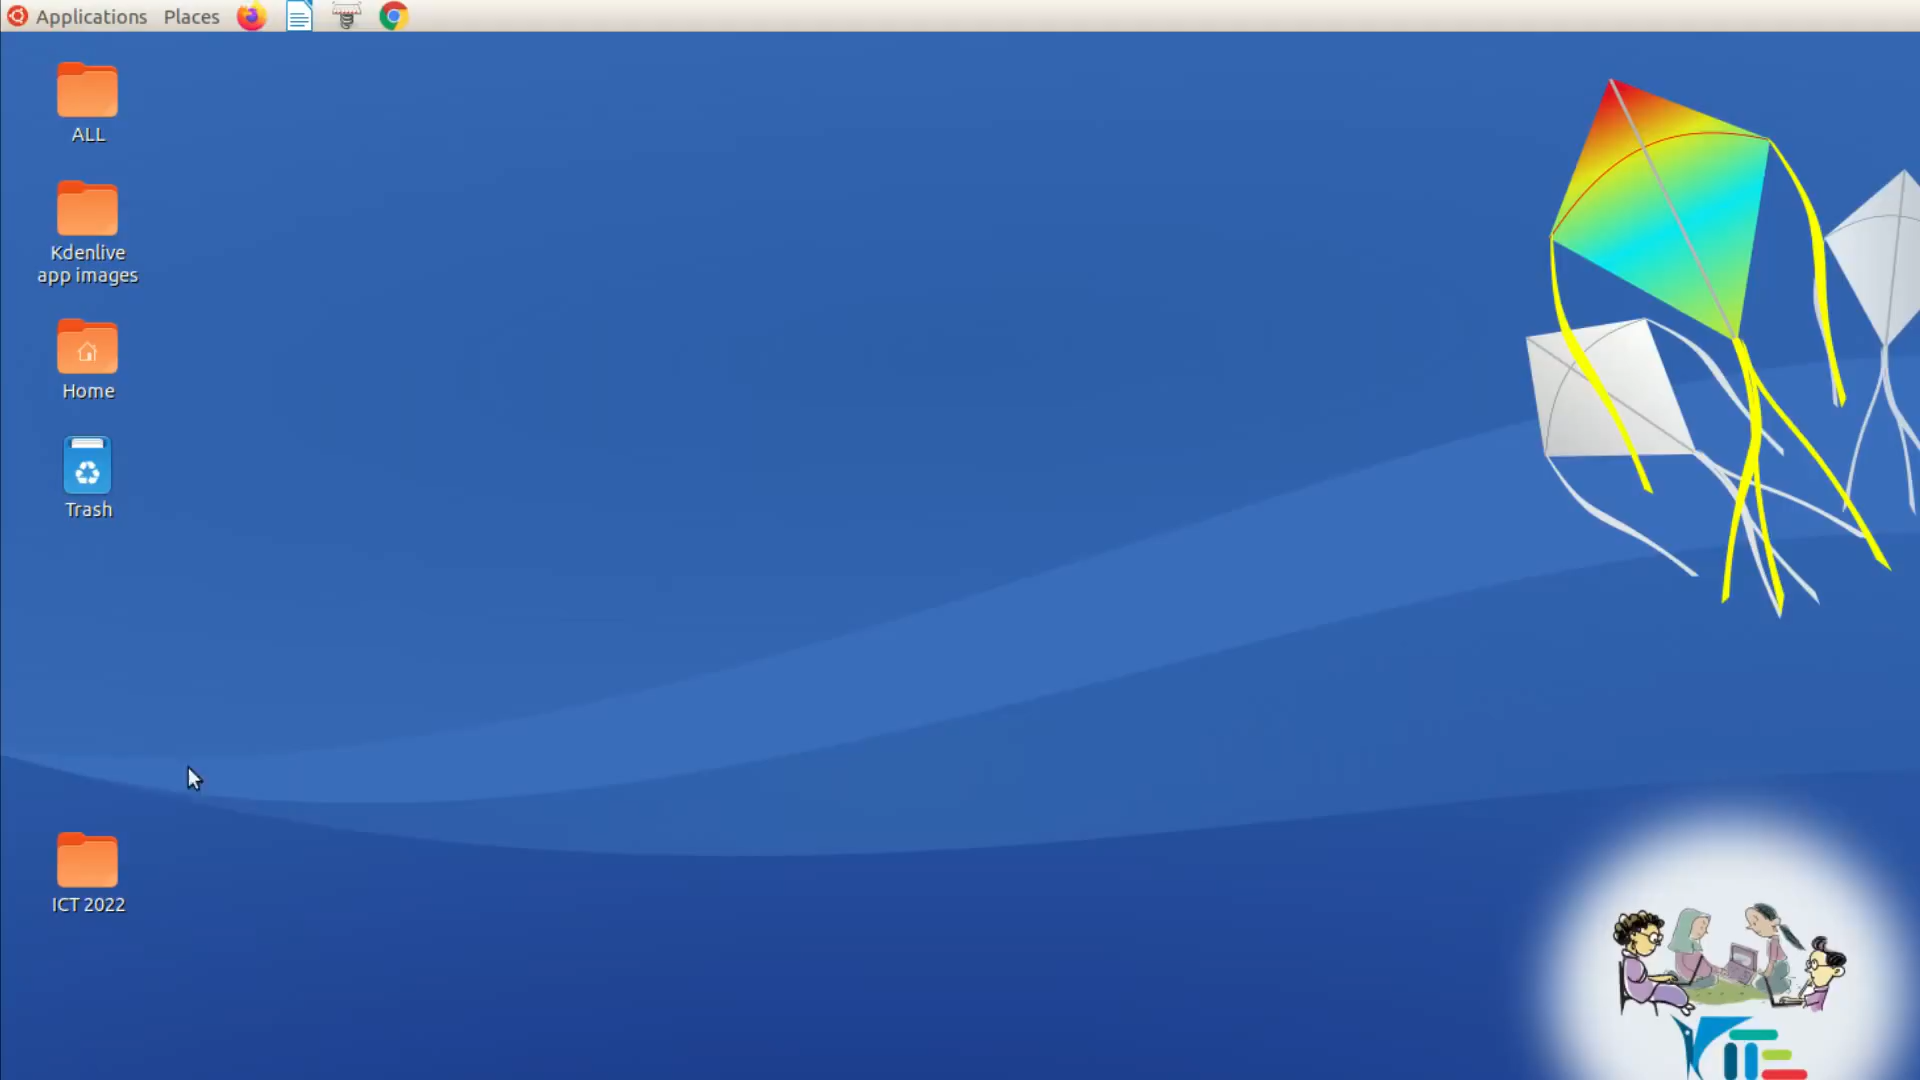 Applications Places
ALL
Kdenlive
app images
Home
Trash
ICT 2022